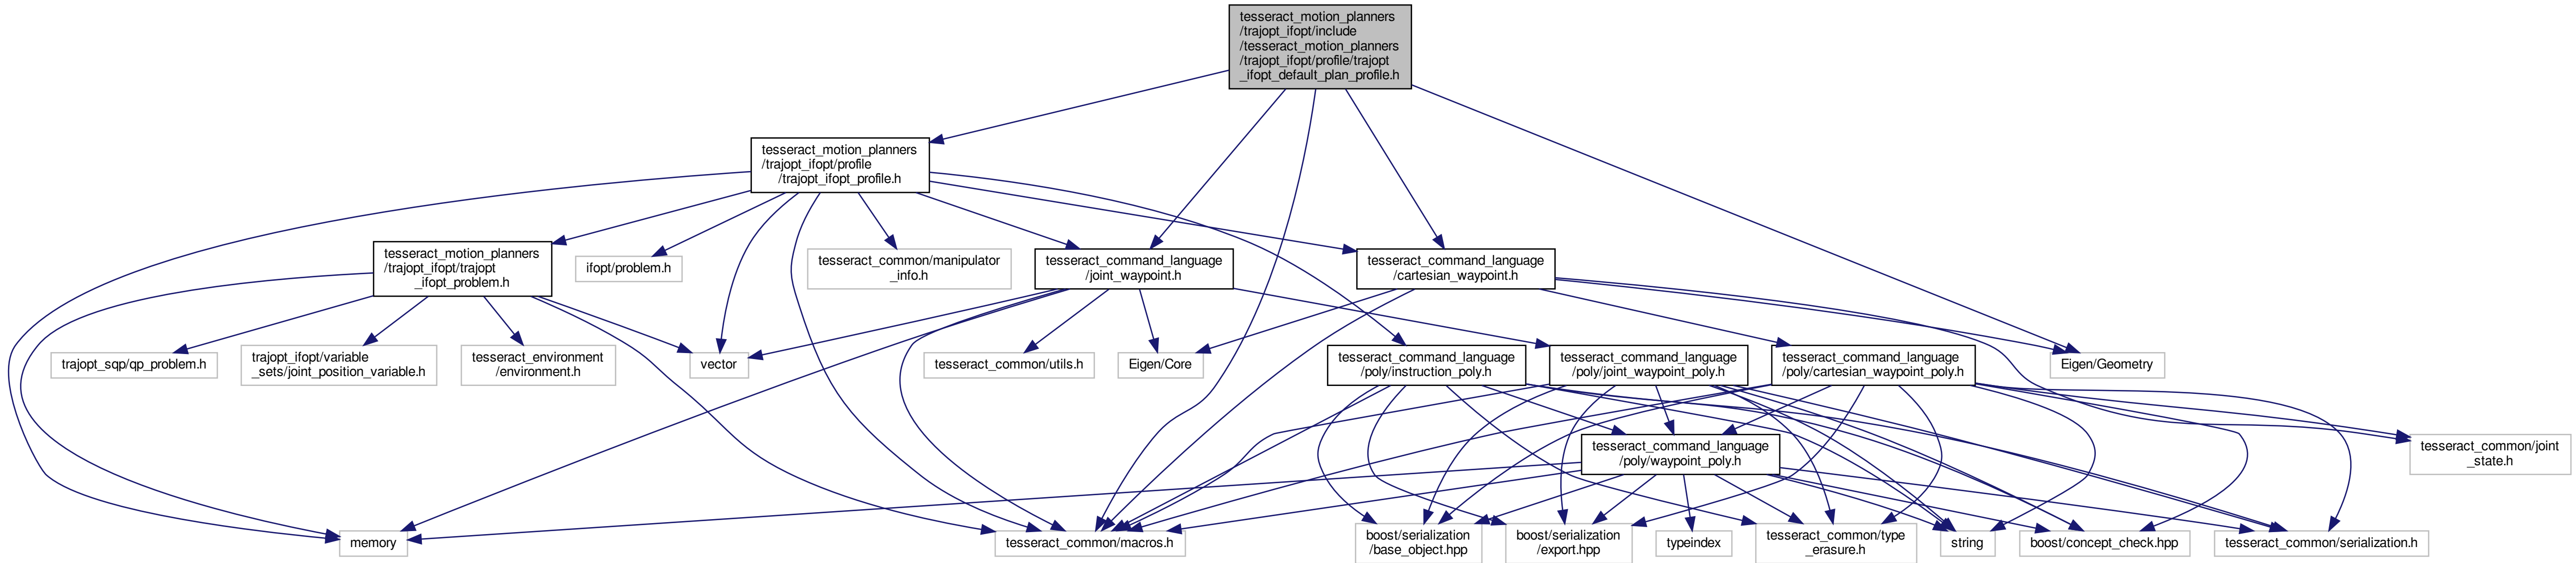 tesseract_motion_planners
/trajopt_ifopt/include
/tesseract_motion_planners
/trajopt_ifopt/profile/trajopt
_ifopt_default_plan_profile.h
tesseract_motion_planners
/trajopt_ifopt/profile
/trajopt_ifopt_profile.h
tesseract_motion_planners
/trajopt_ifopt/trajopt
_ifopt_problem.h
ifopt/problem.h
tesseract_common/manipulator
_info.h
tesseract_command_language
/joint_waypoint.h
tesseract_command_language
/cartesian_waypoint.h
trajopt_sqp/qp_problem.h
trajopt_ifopt/variable
_sets/joint_position_variable.h
tesseract_environment
/environment.h
vector
tesseract_common/utils.h
Eigen/Core
tesseract_command_language
/poly/instruction_poly.h
tesseract_command_language
/poly/joint_waypoint_poly.h
tesseract_command_language
/poly/cartesian_waypoint_poly.h
Eigen/Geometry
tesseract_command_language
/poly/waypoint_poly.h
tesseract_common/joint
_state.h
memory
tesseract_common/macros.h
boost/serialization
/base_object.hpp
boost/serialization
/export.hpp
typeindex
tesseract_common/type
_erasure.h
string
boost/concept_check.hpp
tesseract_common/serialization.h